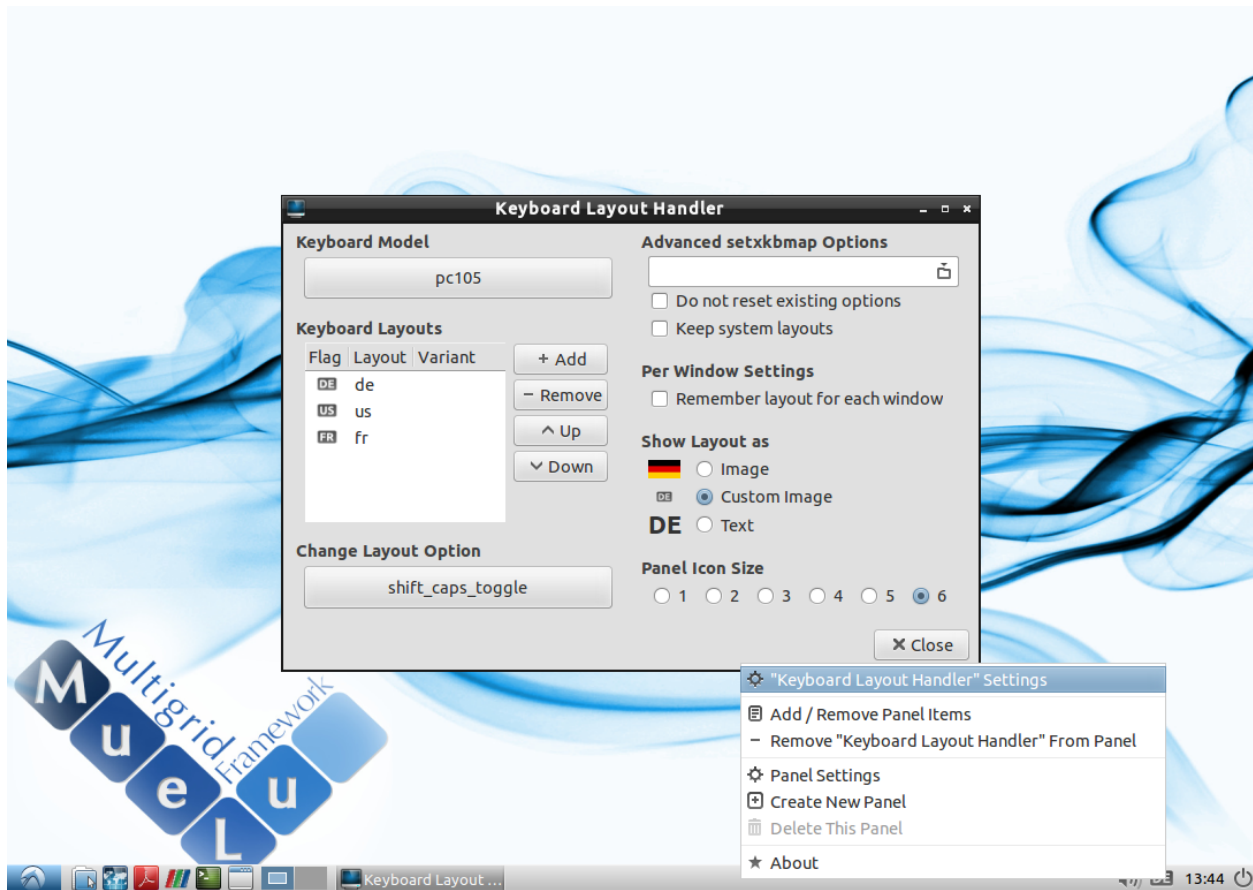 Keyboard Layout Handler
Keyboard Model
pc105
Keyboard Layouts
Flag Layout Variant
DE de
US us
FR fr
+ Add
− Remove
Up
Down
Change Layout Option
shift_caps_toggle
Advanced setxkbmap Options
Do not reset existing options
Keep system layouts
Per Window Settings
Remember layout for each window
Show Layout as
Image
DE Custom Image
DE Text
Panel Icon Size
1 2 3 4 5 6
Close
"Keyboard Layout Handler" Settings
Add / Remove Panel Items
Remove "Keyboard Layout Handler" From Panel
Panel Settings
Create New Panel
Delete This Panel
About
Multigrid
Framework
MueLu
Keyboard Layout ...
DE 13:44